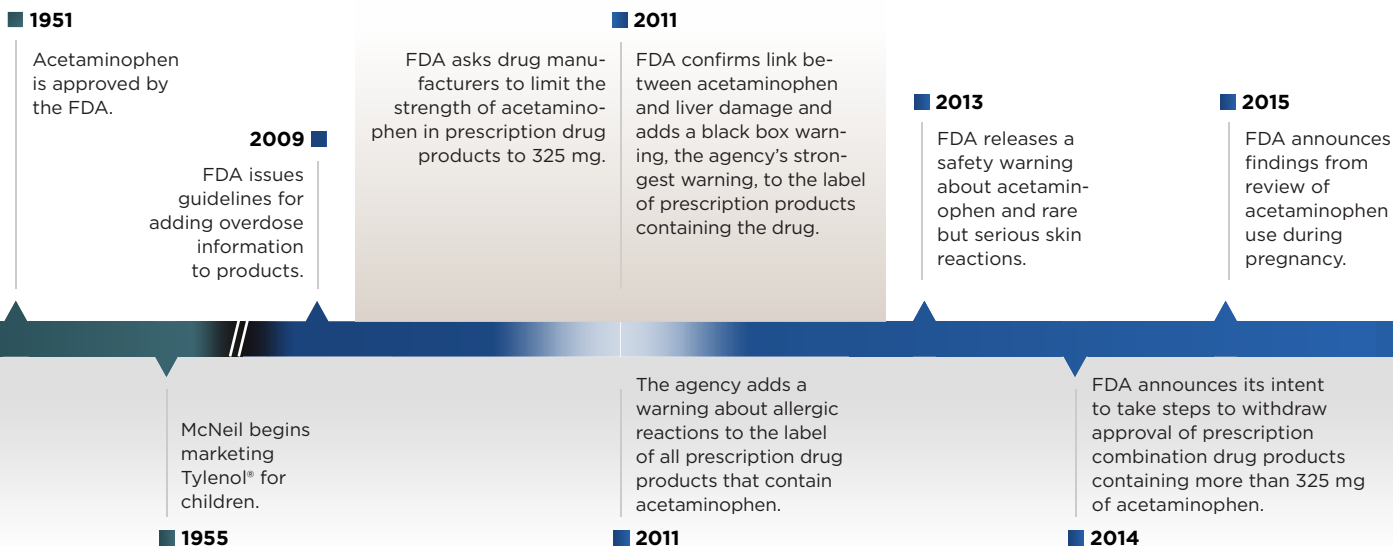 1951
Acetaminophen
is approved by
the FDA.
2009
FDA issues
guidelines for
adding overdose
information
to products.
FDA asks drug manu-
facturers to limit the
strength of acetamino-
phen in prescription drug
products to 325 mg.
2011
FDA confirms link be-
tween acetaminophen
and liver damage and
adds a black box warn-
ing, the agency’s stron-
gest warning, to the label
of prescription products
containing the drug.
2013
FDA releases a
safety warning
about acetamin-
ophen and rare
but serious skin
reactions.
2015
FDA announces
findings from
review of
acetaminophen
use during
pregnancy.
McNeil begins
marketing
Tylenol® for
children.
1955
The agency adds a
warning about allergic
reactions to the label
of all prescription drug
products that contain
acetaminophen.
2011
FDA announces its intent
to take steps to withdraw
approval of prescription
combination drug products
containing more than 325 mg
of acetaminophen.
2014